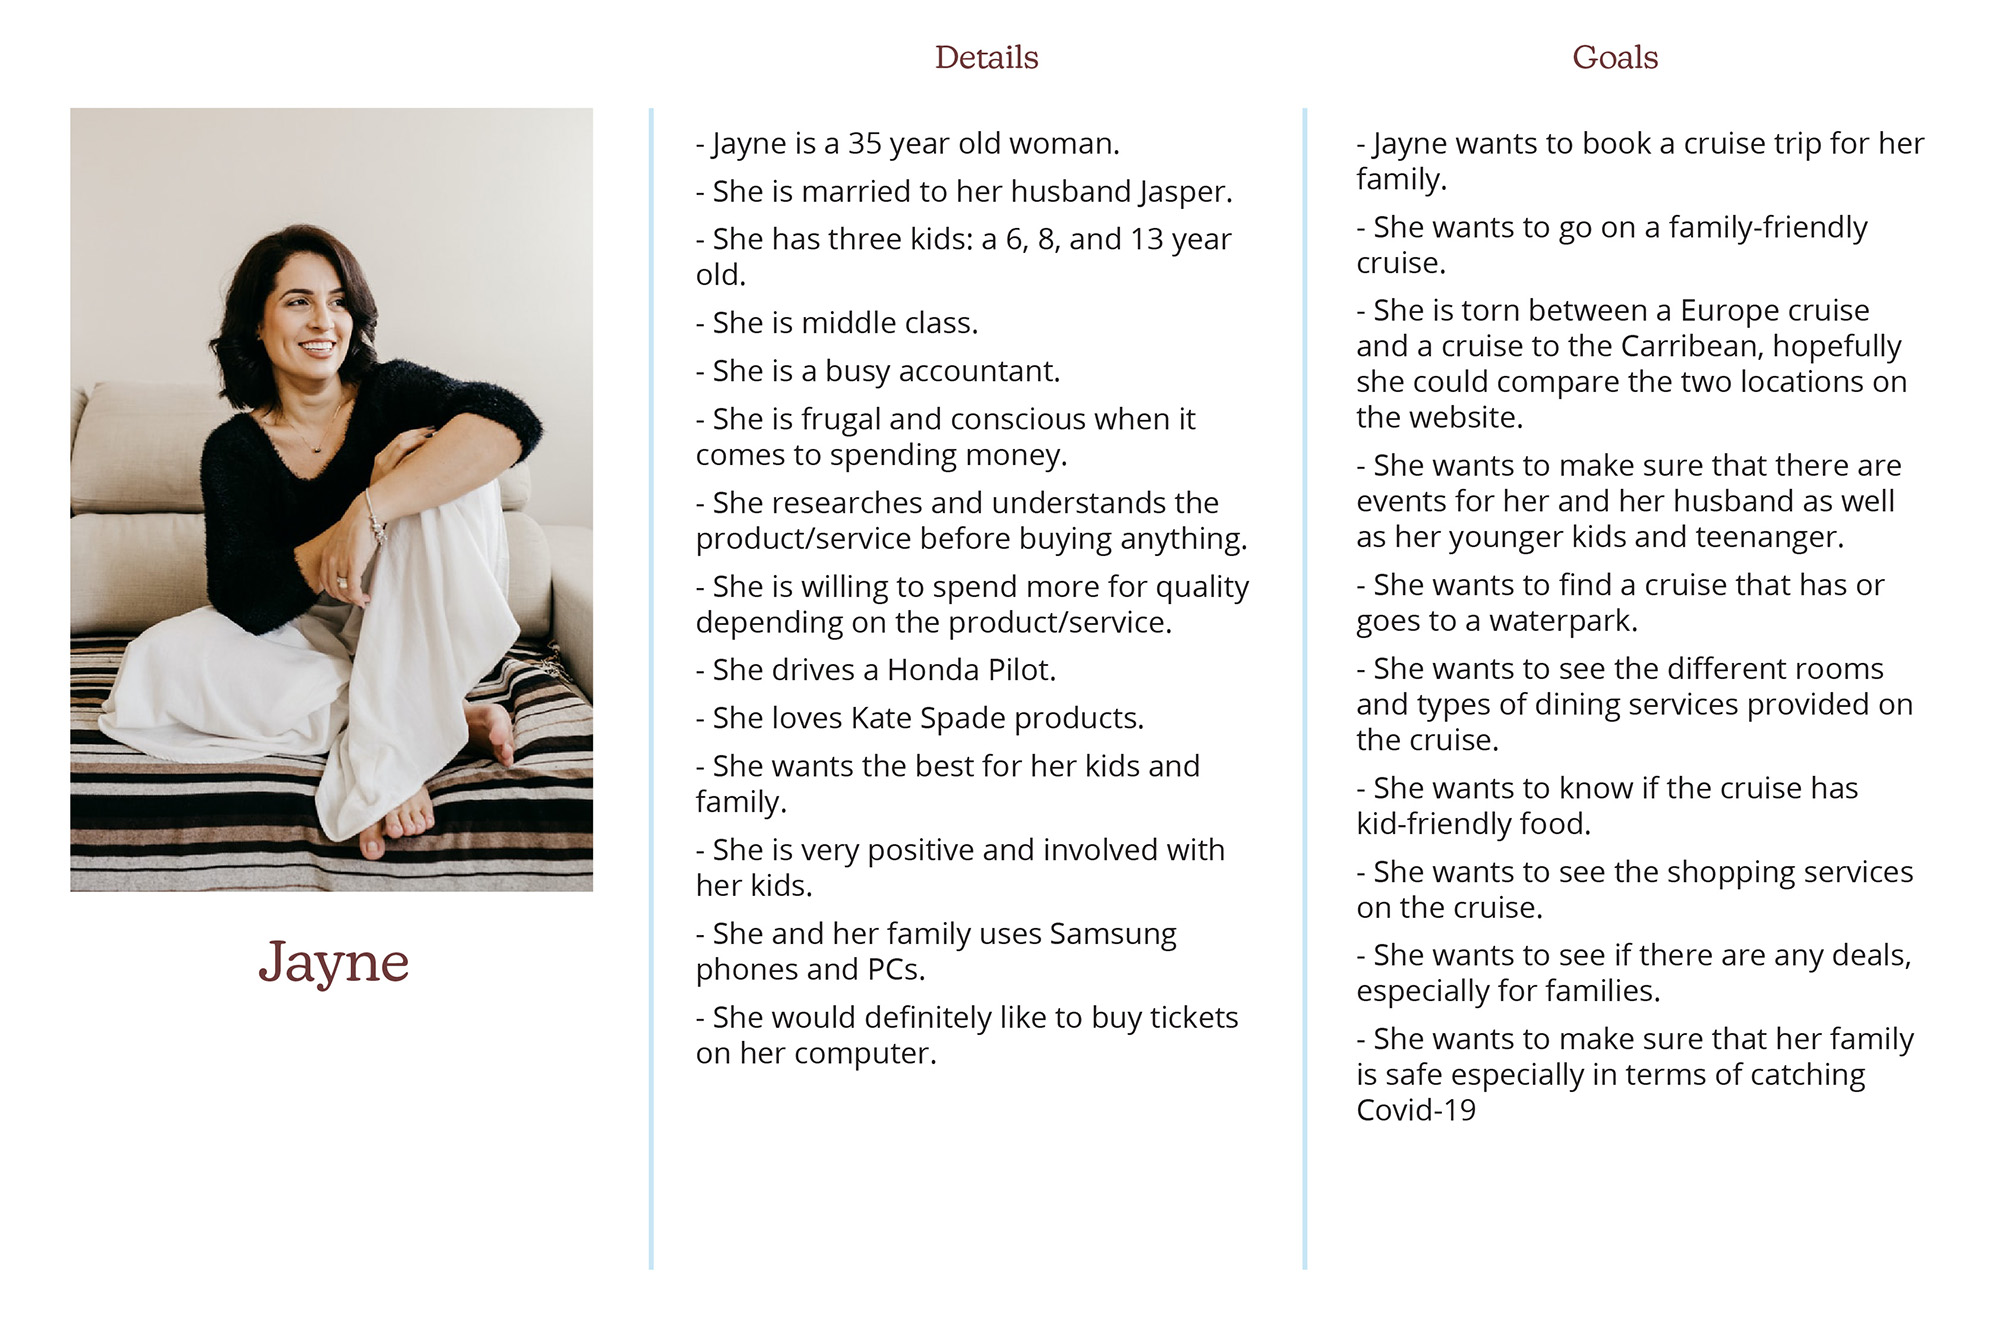 Details
- Jayne is a 35 year old woman.
- She is married to her husband Jasper.
- She has three kids: a 6, 8, and 13 year
old.
- She is middle class.
- She is a busy accountant.
- She is frugal and conscious when it
comes to spending money.
- She researches and understands the
product/service before buying anything.
- She is willing to spend more for quality
depending on the product/service.
- She drives a Honda Pilot.
- She loves Kate Spade products.
- She wants the best for her kids and
family.
- She is very positive and involved with
her kids.
- She and her family uses Samsung
phones and PCs.
- She would definitely like to buy tickets
on her computer.
Goals
- Jayne wants to book a cruise trip for her
family.
- She wants to go on a family-friendly
cruise.
- She is torn between a Europe cruise
and a cruise to the Carribean, hopefully
she could compare the two locations on
the website.
- She wants to make sure that there are
events for her and her husband as well
as her younger kids and teenanger.
- She wants to find a cruise that has or
goes to a waterpark.
- She wants to see the different rooms
and types of dining services provided on
the cruise.
- She wants to know if the cruise has
kid-friendly food.
- She wants to see the shopping services
on the cruise.
- She wants to see if there are any deals,
especially for families.
- She wants to make sure that her family
is safe especially in terms of catching
Covid-19
Jayne